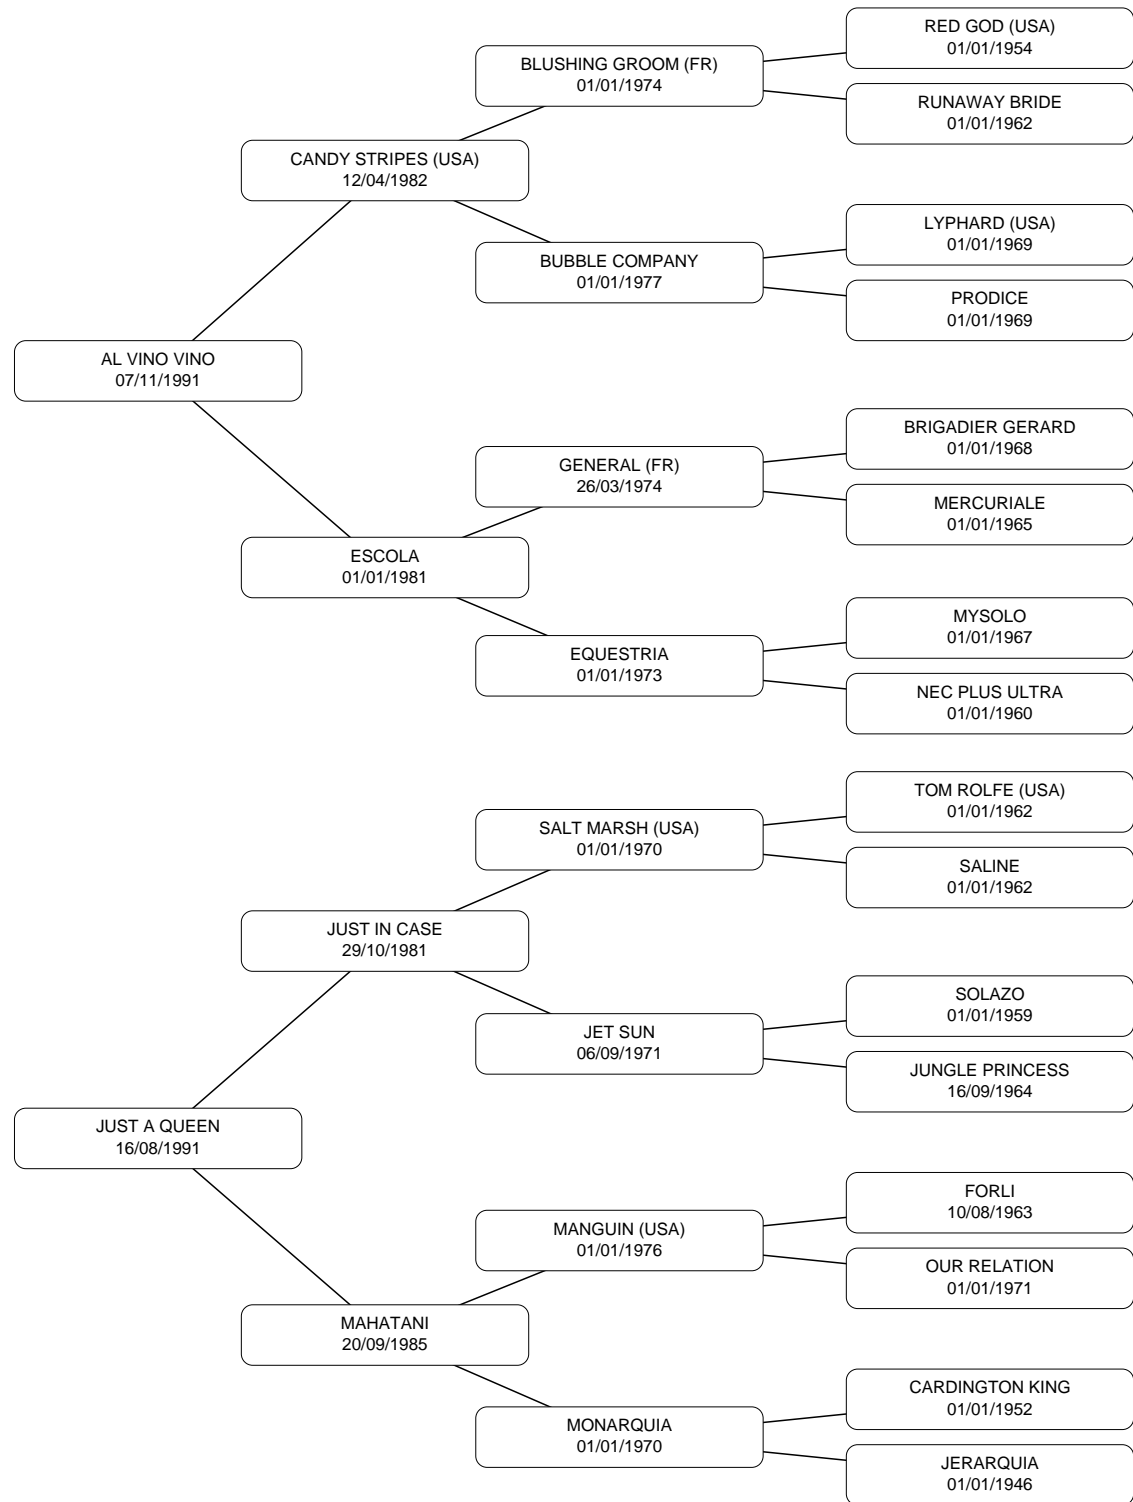 RED GOD (USA)
01/01/1954
BLUSHING GROOM (FR)
01/01/1974
RUNAWAY BRIDE
01/01/1962
CANDY STRIPES (USA)
12/04/1982
LYPHARD (USA)
01/01/1969
BUBBLE COMPANY
01/01/1977
PRODICE
01/01/1969
AL VINO VINO
07/11/1991
BRIGADIER GERARD
01/01/1968
GENERAL (FR)
26/03/1974
MERCURIALE
01/01/1965
ESCOLA
01/01/1981
MYSOLO
01/01/1967
EQUESTRIA
01/01/1973
NEC PLUS ULTRA
01/01/1960
TOM ROLFE (USA)
01/01/1962
SALT MARSH (USA)
01/01/1970
SALINE
01/01/1962
JUST IN CASE
29/10/1981
SOLAZO
01/01/1959
JET SUN
06/09/1971
JUNGLE PRINCESS
16/09/1964
JUST A QUEEN
16/08/1991
FORLI
10/08/1963
MANGUIN (USA)
01/01/1976
OUR RELATION
01/01/1971
MAHATANI
20/09/1985
CARDINGTON KING
01/01/1952
MONARQUIA
01/01/1970
JERARQUIA
01/01/1946